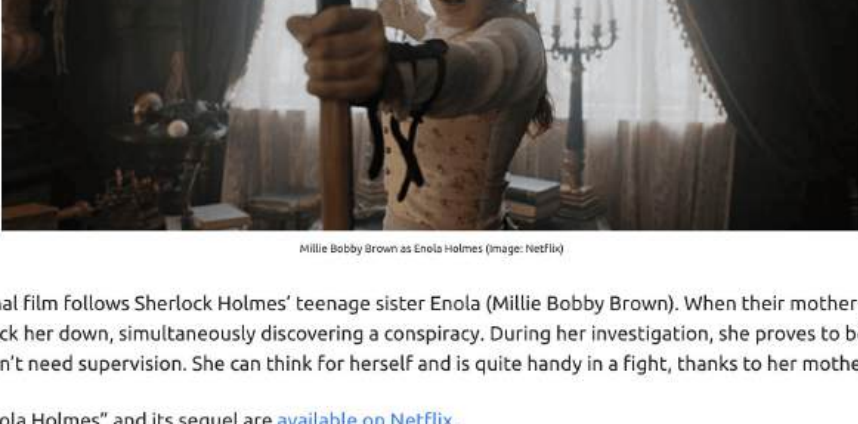 Millie Bobby Brown as Enola Holmes (Image: Netflix)
nal film follows Sherlock Holmes’ teenage sister Enola (Millie Bobby Brown). When their mother
ck her down, simultaneously discovering a conspiracy. During her investigation, she proves to b
n’t need supervision. She can think for herself and is quite handy in a fight, thanks to her mothe
ola Holmes” and its sequel are available on Netflix.